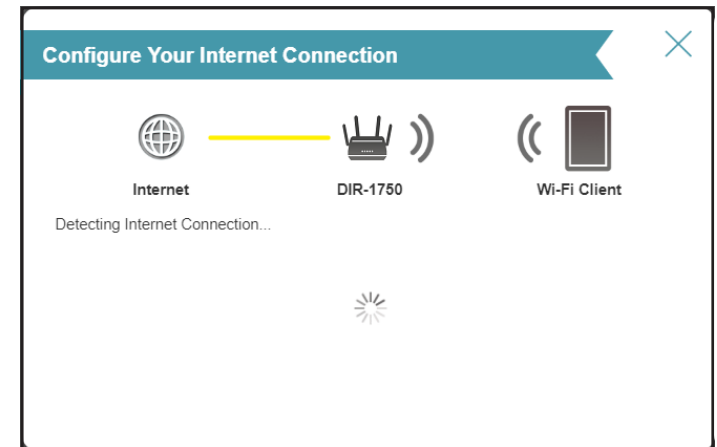 Configure Your Internet Connection
Internet
DIR-1750
Wi-Fi Client
Detecting Internet Connection...